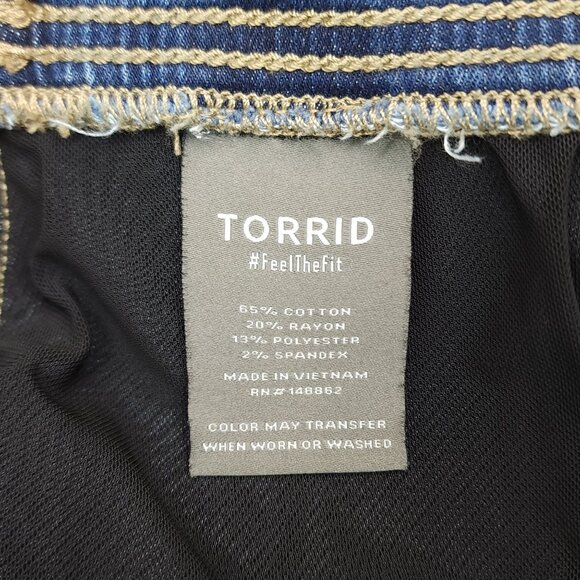 TORRID
#FeelTheFit
65% COTTON
20% RAYON
13% POLYESTER
2% SPANDEX
MADE IN VIETNAM
RN# 148862
COLOR MAY TRANSFER
WHEN WORN OR WASHED